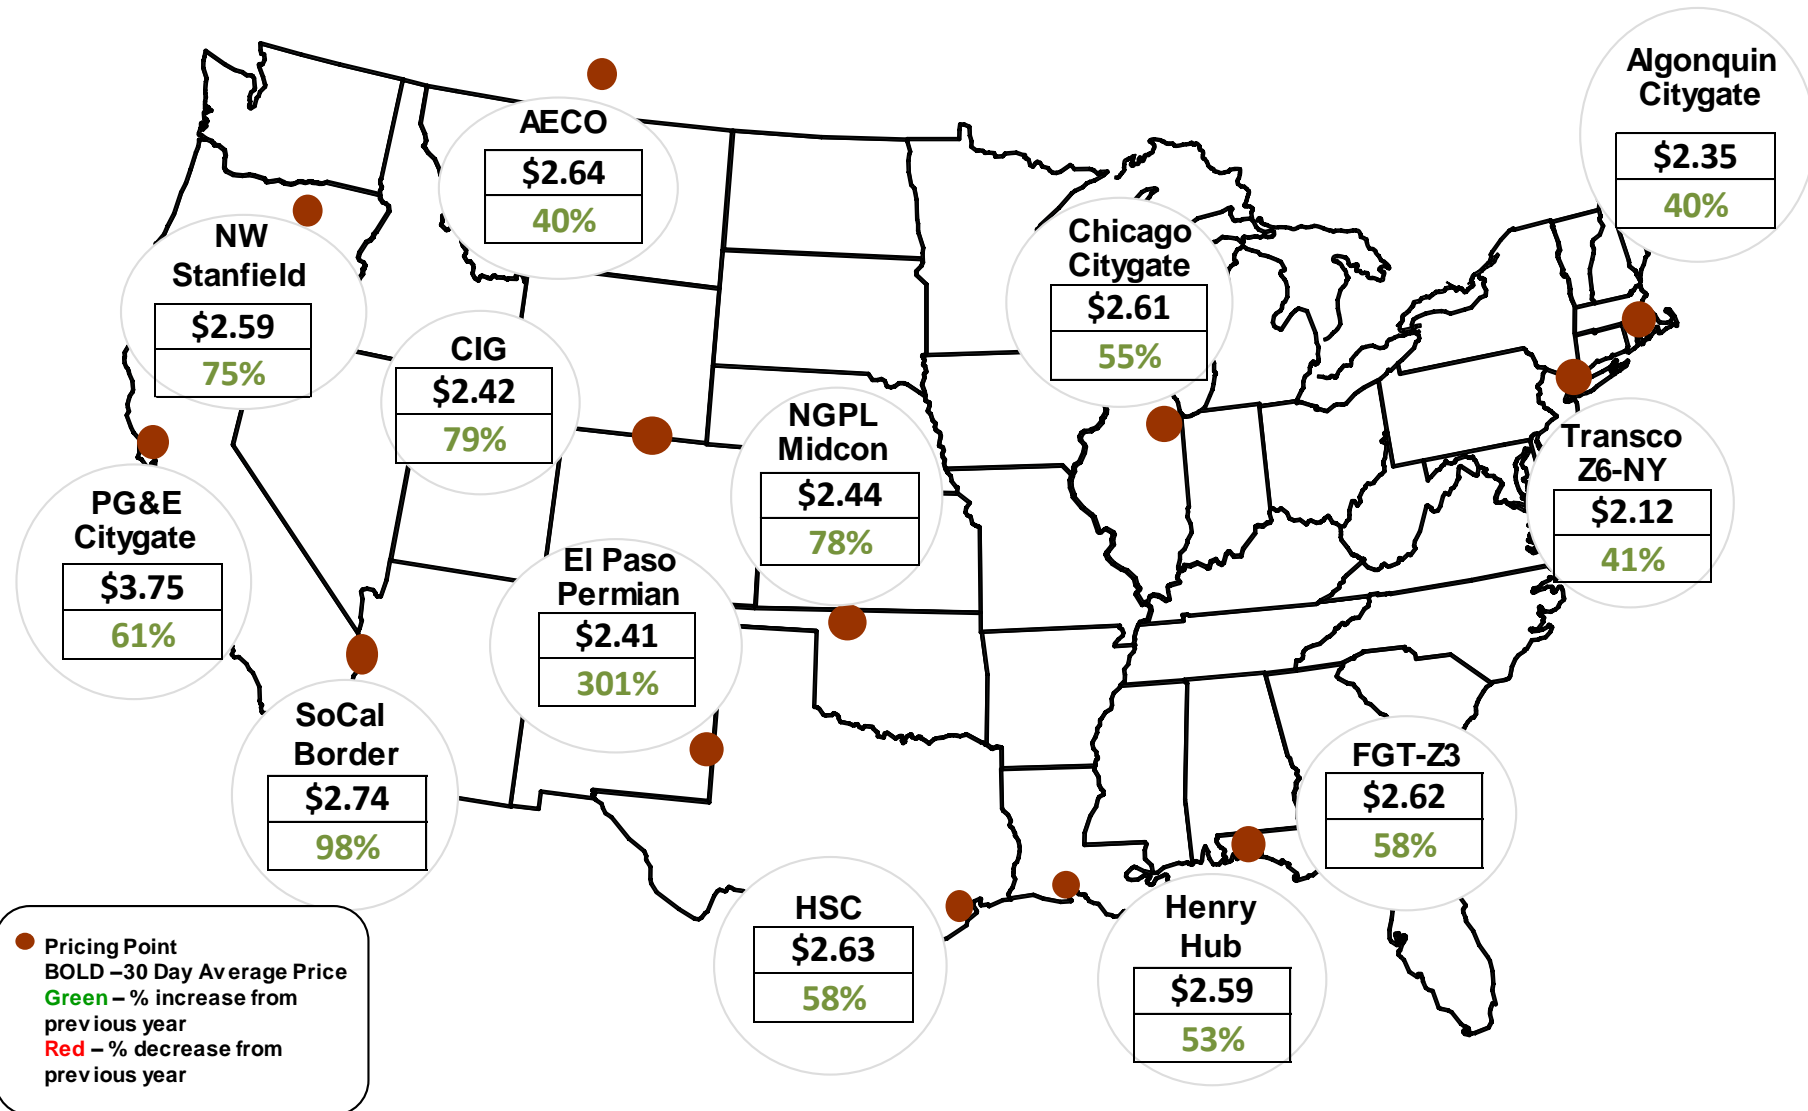 Algonquin
Citygate
$2.35
40%
AECO
$2.64
40%
NW
Stanfield
$2.59
75%
Chicago
Citygate
$2.61
55%
CIG
$2.42
79%
NGPL
Midcon
$2.44
78%
Transco
Z6-NY
$2.12
41%
PG&E
Citygate
$3.75
61%
El Paso
Permian
$2.41
301%
SoCal
Border
$2.74
98%
FGT-Z3
$2.62
58%
HSC
$2.63
58%
Henry
Hub
$2.59
53%
Pricing Point
BOLD –30 Day Average Price
Green – % increase from
previous year
Red – % decrease from
previous year